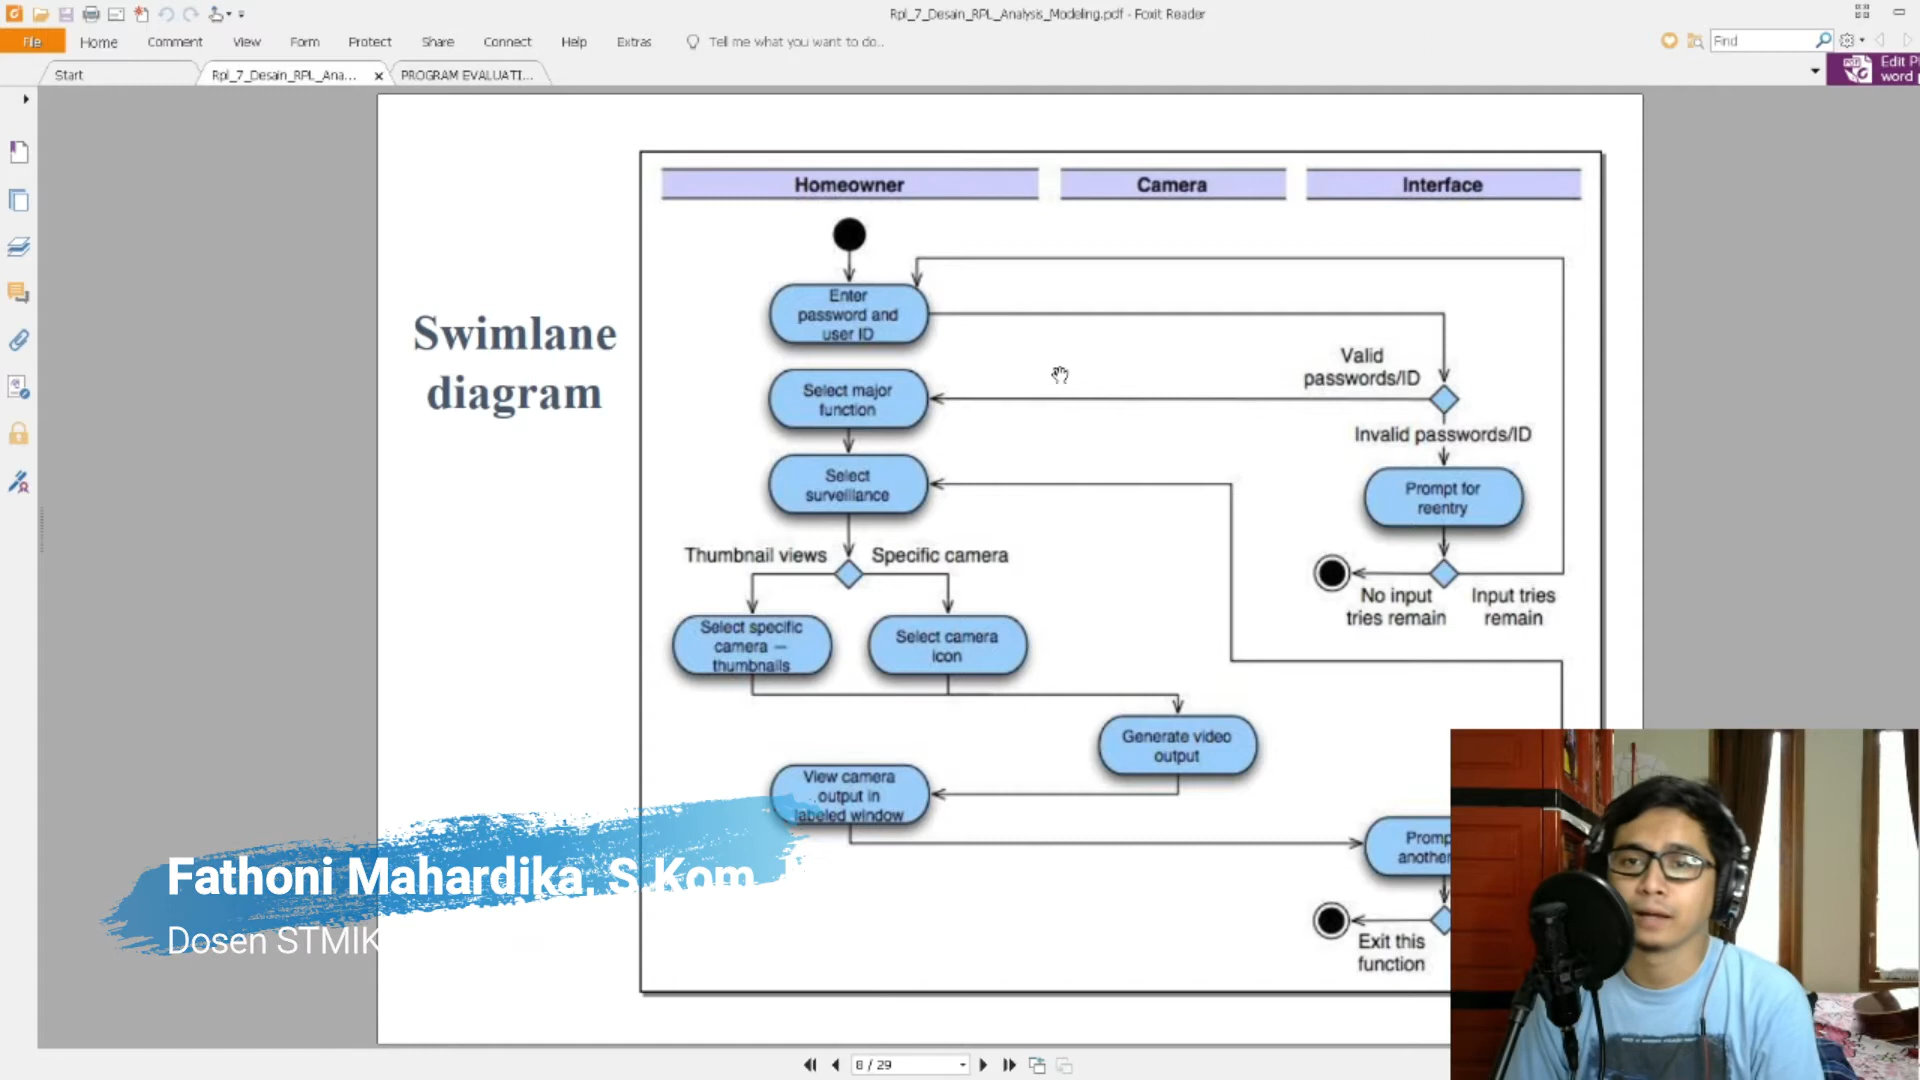 Rpl_7_Desain_RPL_Analysis_Modeling.pdf - Foxit Reader
File Home Comment View Form Protect Share Connect Help Extras Tell me what you want to do.. Find
Start Rpl_7_Desain_RPL_Ana... PROGRAM EVALUATI...
Edit
word
Swimlane
diagram
Homeowner Camera Interface
Enter
password and
user ID
Valid
passwords/ID
Select major
function
Invalid passwords/ID
Select
surveillance
Prompt for
reentry
Thumbnail views Specific camera
No input
tries remain
Input tries
remain
Select specific
camera —
thumbnails
Select camera
icon
Generate video
output
View camera
output in
labeled window
another
Exit this
function
Fathoni Mahardika, S.Kom
Dosen STMIK
8 / 29